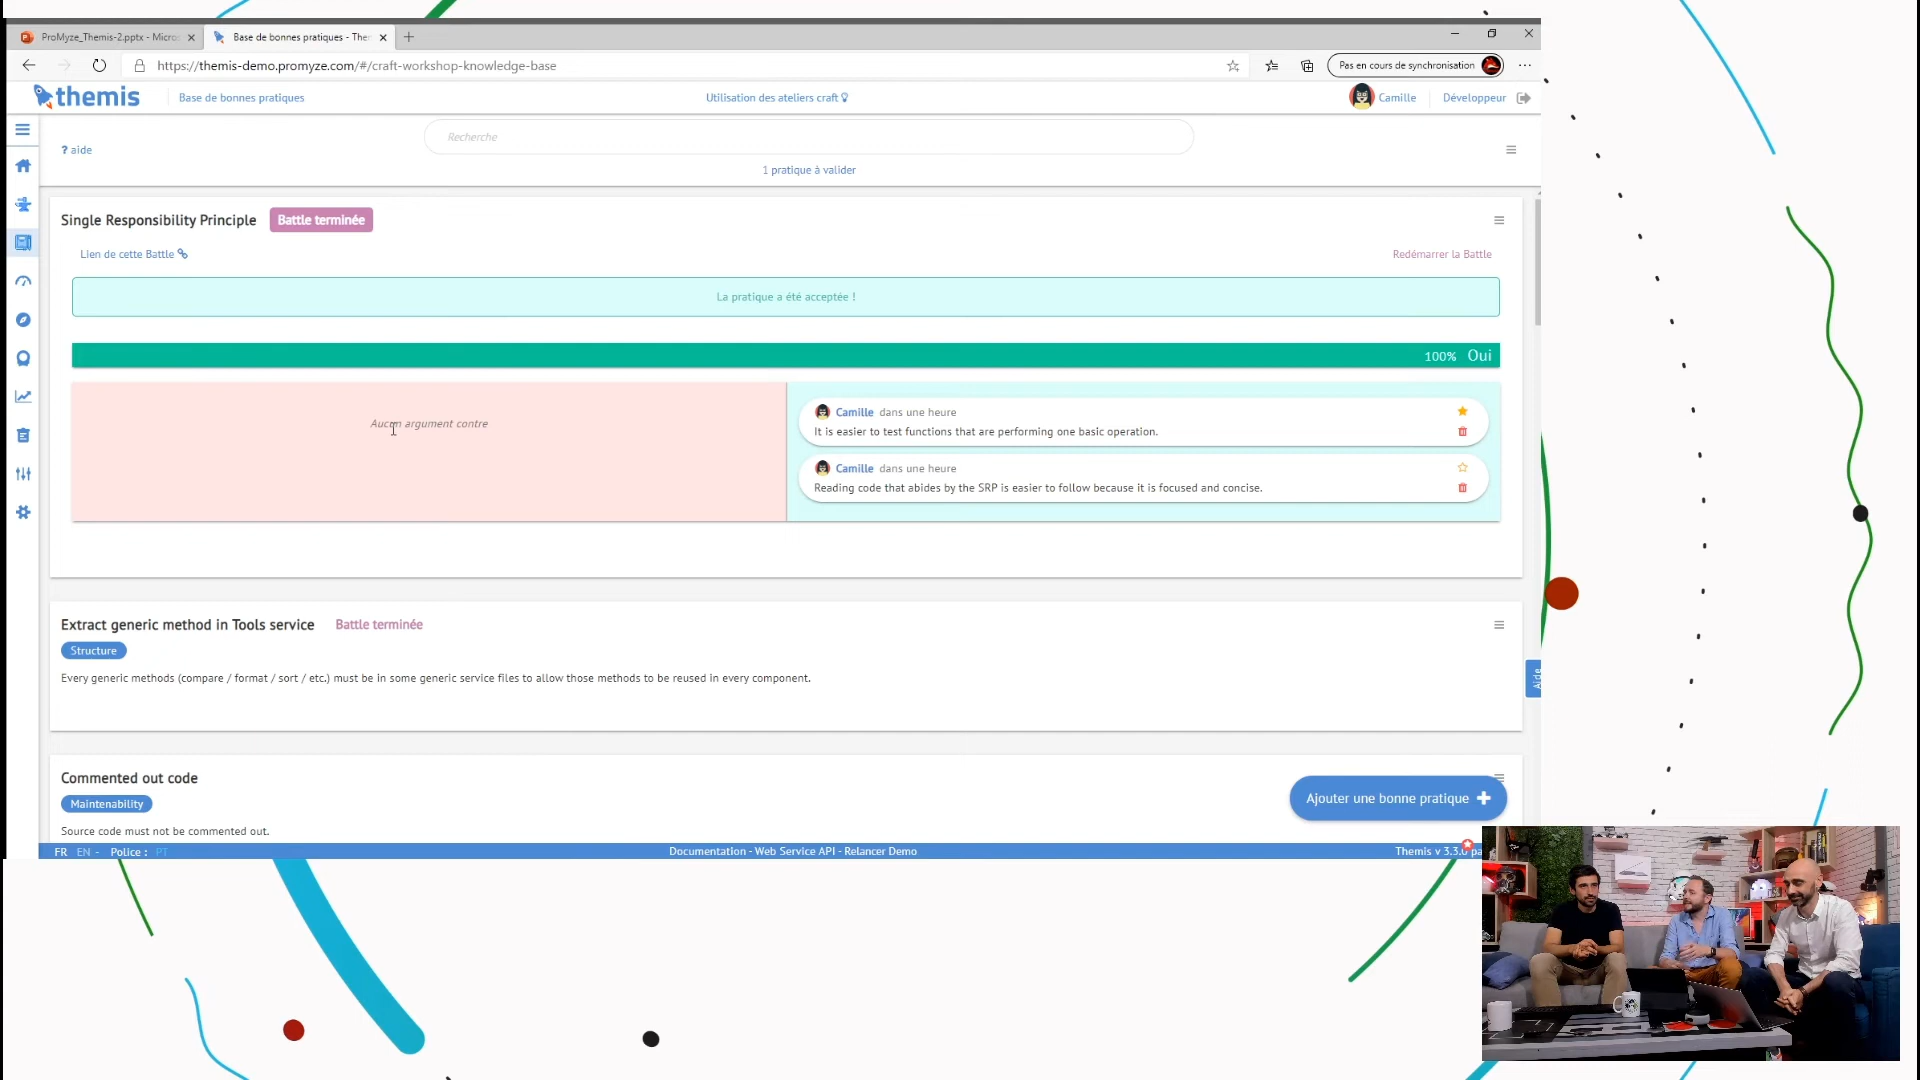 ProMyze_Themis-2.pptx - Micro
Base de bonnes pratiques - The
https://themis-demo.promyze.com/#/craft-workshop-knowledge-base
Pas en cours de synchronisation
themis
Base de bonnes pratiques
Utilisation des ateliers craft
Camille
Développeur
? aide
Recherche
1 pratique à valider
Single Responsibility Principle
Battle terminée
Lien de cette Battle
Redémarrer la Battle
La pratique a été acceptée !
100% Oui
Aucun argument contre
Camille dans une heure
It is easier to test functions that are performing one basic operation.
Camille dans une heure
Reading code that abides by the SRP is easier to follow because it is focused and concise.
Extract generic method in Tools service
Battle terminée
Structure
Every generic methods (compare / format / sort / etc.) must be in some generic service files to allow those methods to be reused in every component.
Aide
Commented out code
Maintenability
Source code must not be commented out.
Ajouter une bonne pratique
FR EN - Police : PT
Documentation - Web Service API - Relancer Demo
Themis v 3.3.0 pa